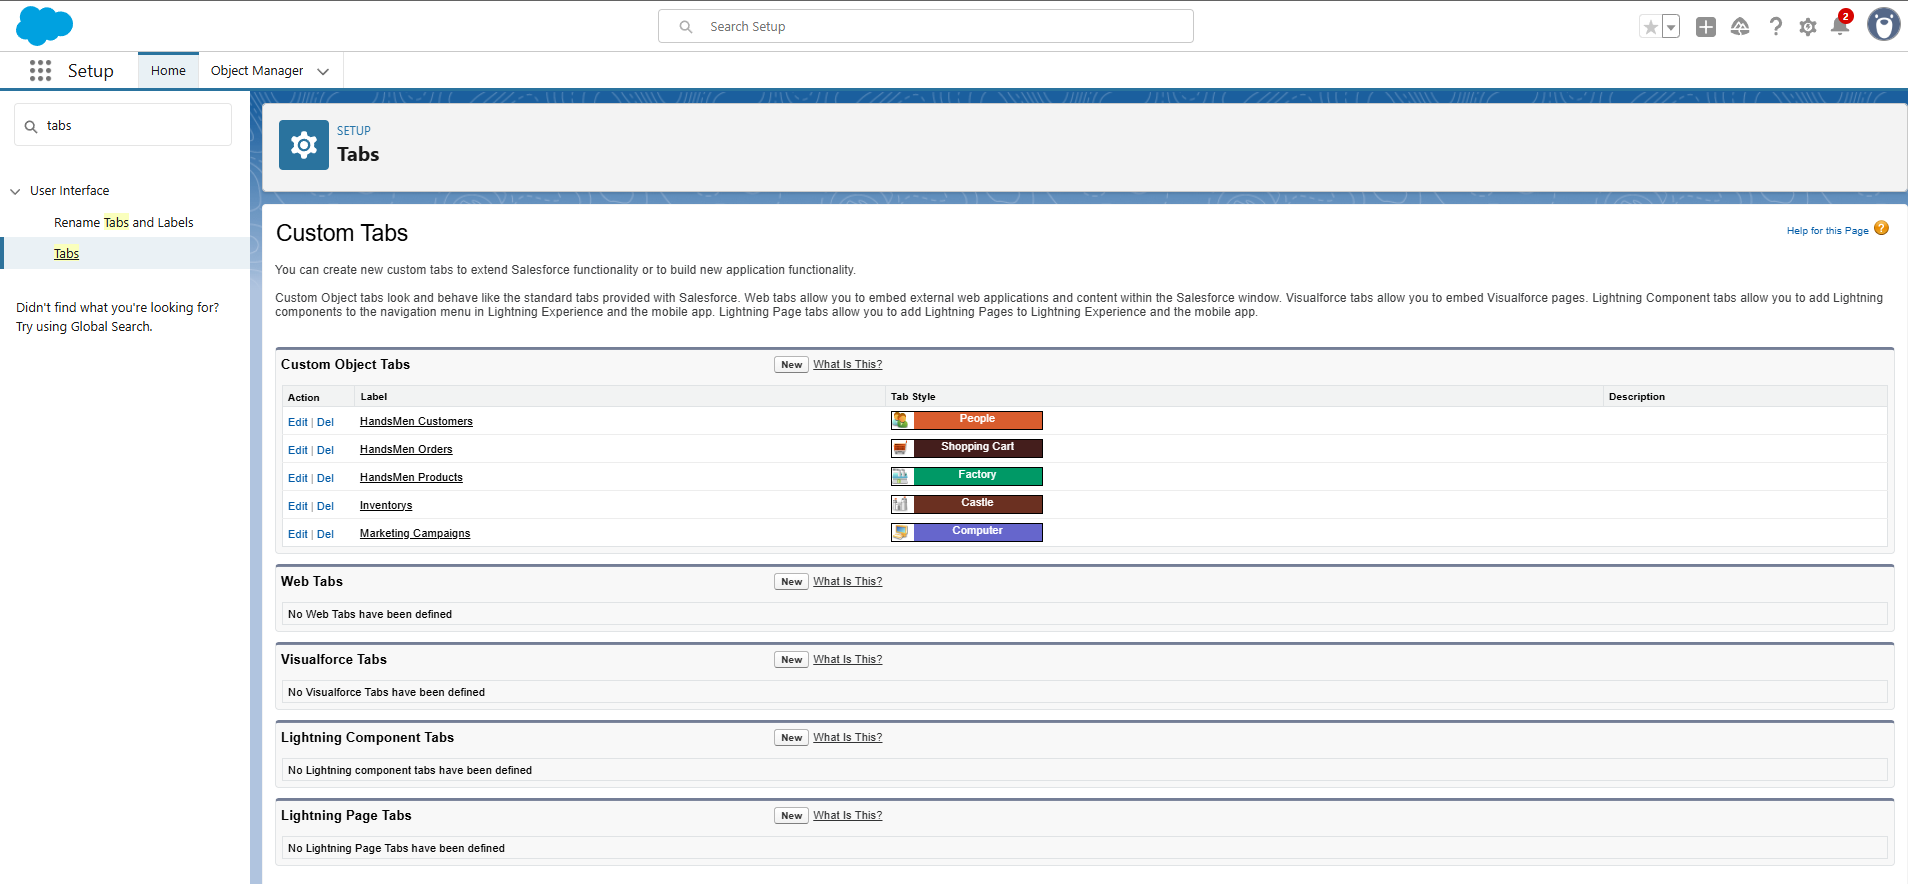 Search Setup
2
Setup
Home
Object Manager
tabs
User Interface
Rename Tabs and Labels
Tabs
Didn't find what you're looking for?
Try using Global Search.
SETUP
Tabs
Custom Tabs
Help for this Page ?
You can create new custom tabs to extend Salesforce functionality or to build new application functionality.
Custom Object tabs look and behave like the standard tabs provided with Salesforce. Web tabs allow you to embed external web applications and content within the Salesforce window. Visualforce tabs allow you to embed Visualforce pages. Lightning Component tabs allow you to add Lightning
components to the navigation menu in Lightning Experience and the mobile app. Lightning Page tabs allow you to add Lightning Pages to Lightning Experience and the mobile app.
Custom Object Tabs New What Is This?
Action Label Tab Style Description
Edit | Del HandsMen Customers People
Edit | Del HandsMen Orders Shopping Cart
Edit | Del HandsMen Products Factory
Edit | Del Inventorys Castle
Edit | Del Marketing Campaigns Computer
Web Tabs New What Is This?
No Web Tabs have been defined
Visualforce Tabs New What Is This?
No Visualforce Tabs have been defined
Lightning Component Tabs New What Is This?
No Lightning component tabs have been defined
Lightning Page Tabs New What Is This?
No Lightning Page Tabs have been defined